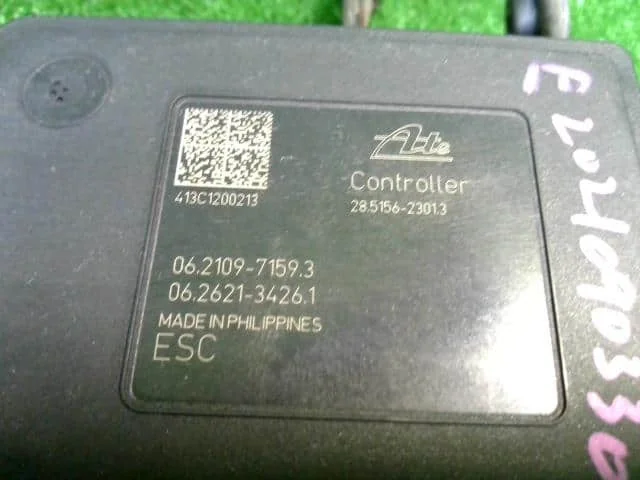 Ate
413C1200213
Controller
28.5156-2301.3
06.2109-7159.3
06.2621-3426.1
MADE IN PHILIPPINES
ESC